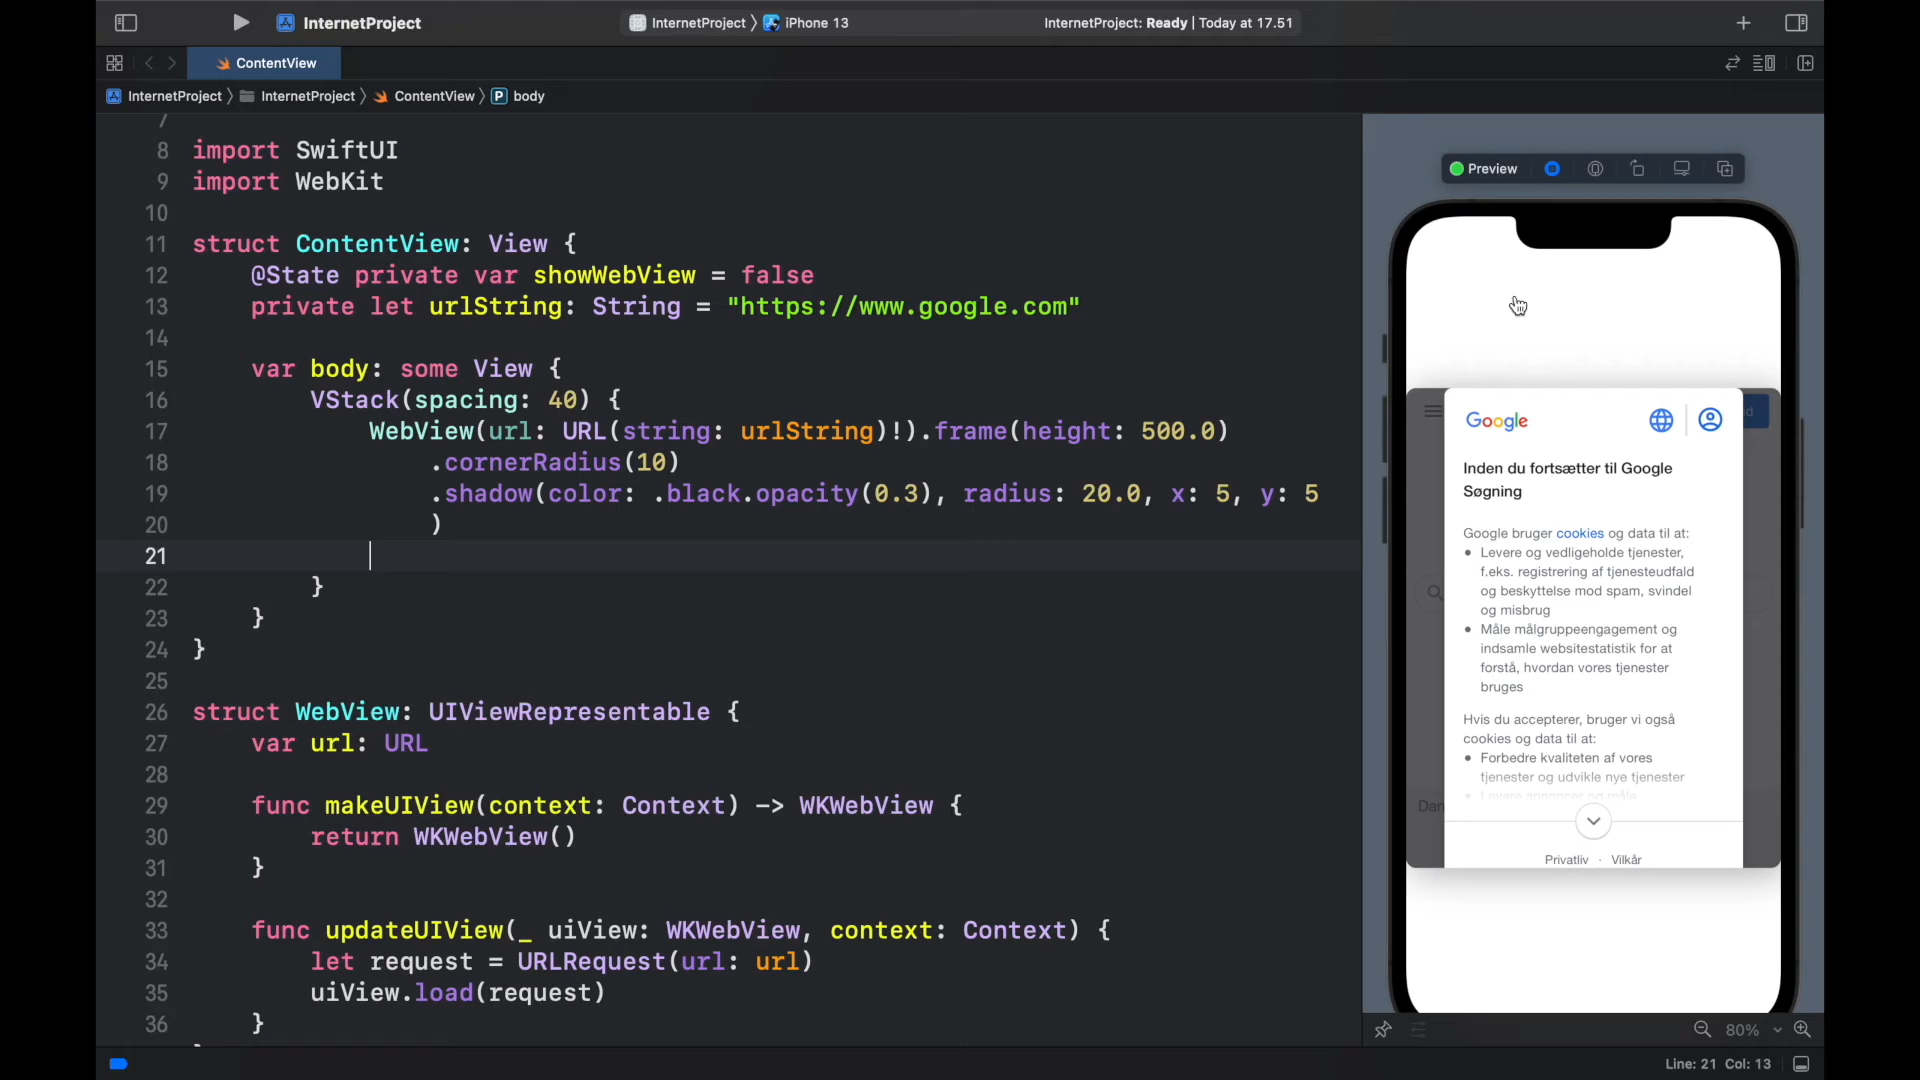 InternetProject
InternetProject
iPhone 13
InternetProject: Ready | Today at 17.51
ContentView
InternetProject
InternetProject
ContentView
P
body
7
8 import SwiftUI
9 import WebKit
10
11 struct ContentView: View {
12 @State private var showWebView = false
13 private let urlString: String = "https://www.google.com"
14
15 var body: some View {
16 VStack(spacing: 40) {
17 WebView(url: URL(string: urlString)!).frame(height: 500.0)
18 .cornerRadius(10)
19 .shadow(color: .black.opacity(0.3), radius: 20.0, x: 5, y: 5
20 )
21
22 }
23 }
24 }
25
26 struct WebView: UIViewRepresentable {
27 var url: URL
28
29 func makeUIView(context: Context) -> WKWebView {
30 return WKWebView()
31 }
32
33 func updateUIView(_ uiView: WKWebView, context: Context) {
34 let request = URLRequest(url: url)
35 uiView.load(request)
36 }
Preview
Google
Inden du fortsætter til Google
Søgning
Google bruger cookies og data til at:
• Levere og vedligeholde tjenester,
f.eks. registrering af tjenesteudfald
og beskyttelse mod spam, svindel
og misbrug
• Måle målgruppeengagement og
indsamle websitestatistik for at
forstå, hvordan vores tjenester
bruges
Hvis du accepterer, bruger vi også
cookies og data til at:
• Forbedre kvaliteten af vores
tjenester og udvikle nye tjenester
• Levere annoncer og måle
Privatliv · Vilkår
80%
Line: 21 Col: 13